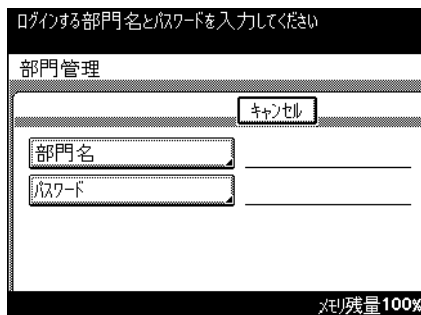 ログインする部門名とパスワードを入力してください
部門管理
キャンセル
部門名
パスワード
メモリ残量100%